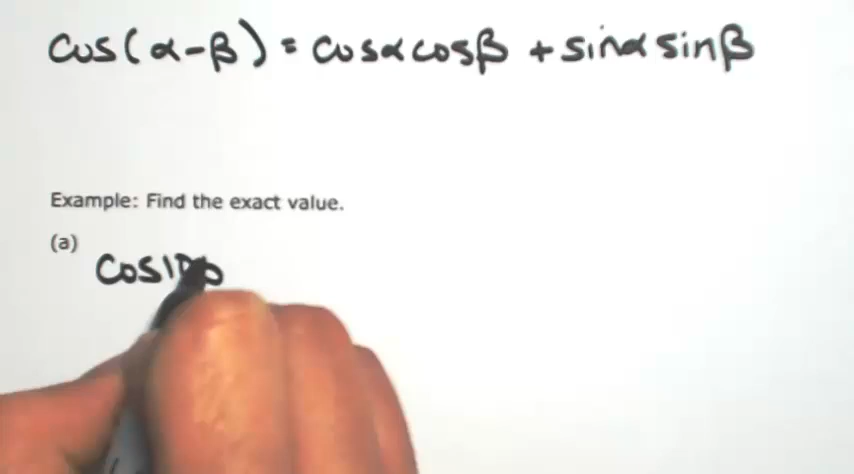 cos(α-β) = cosα cosβ + sinα sinβ
Example: Find the exact value.
(a)